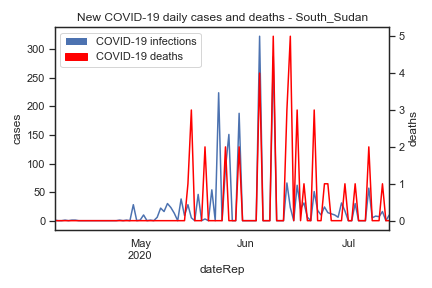 New COVID-19 daily cases and deaths - South_Sudan
COVID-19 infections
COVID-19 deaths
300
250
200
150
100
50
0
cases
5
4
3
2
1
0
deaths
May
2020
Jun
Jul
dateRep